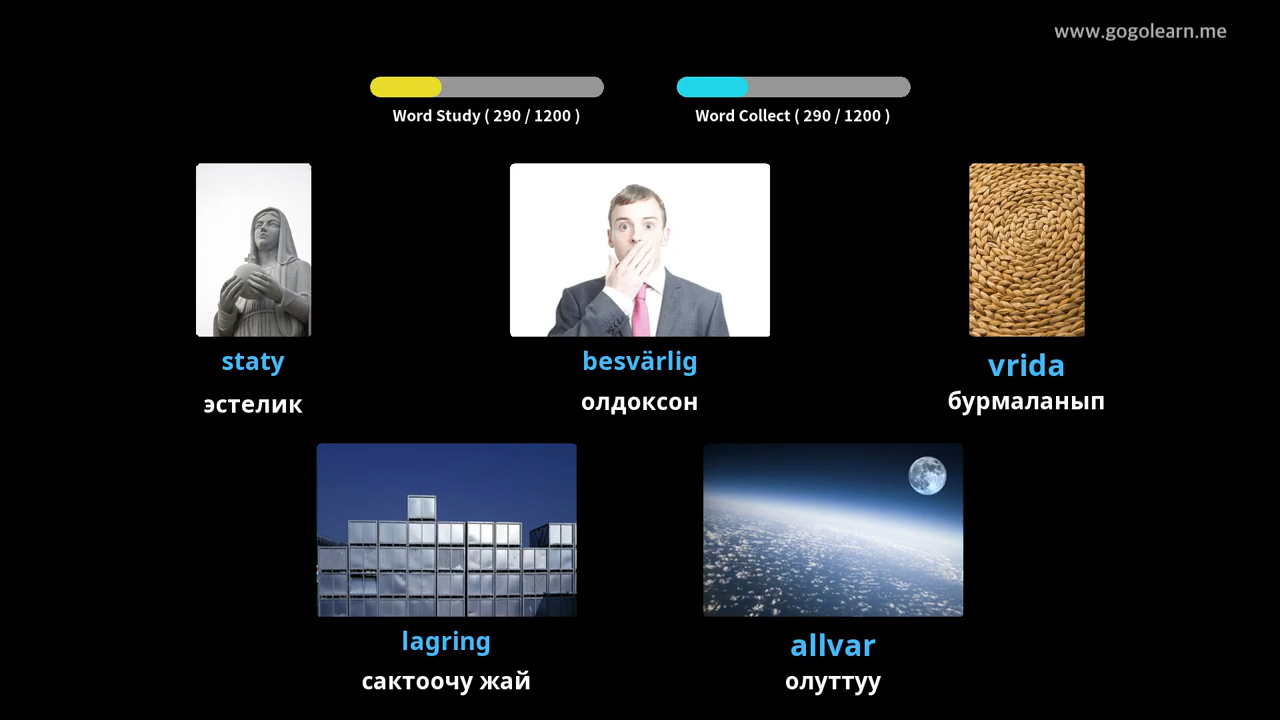 www.gogolearn.me
Word Study ( 290 / 1200 )
Word Collect ( 290 / 1200 )
staty
besvärlig
vrida
эстелик
олдоксон
бурмаланып
lagring
allvar
сактоочу жай
олуттуу